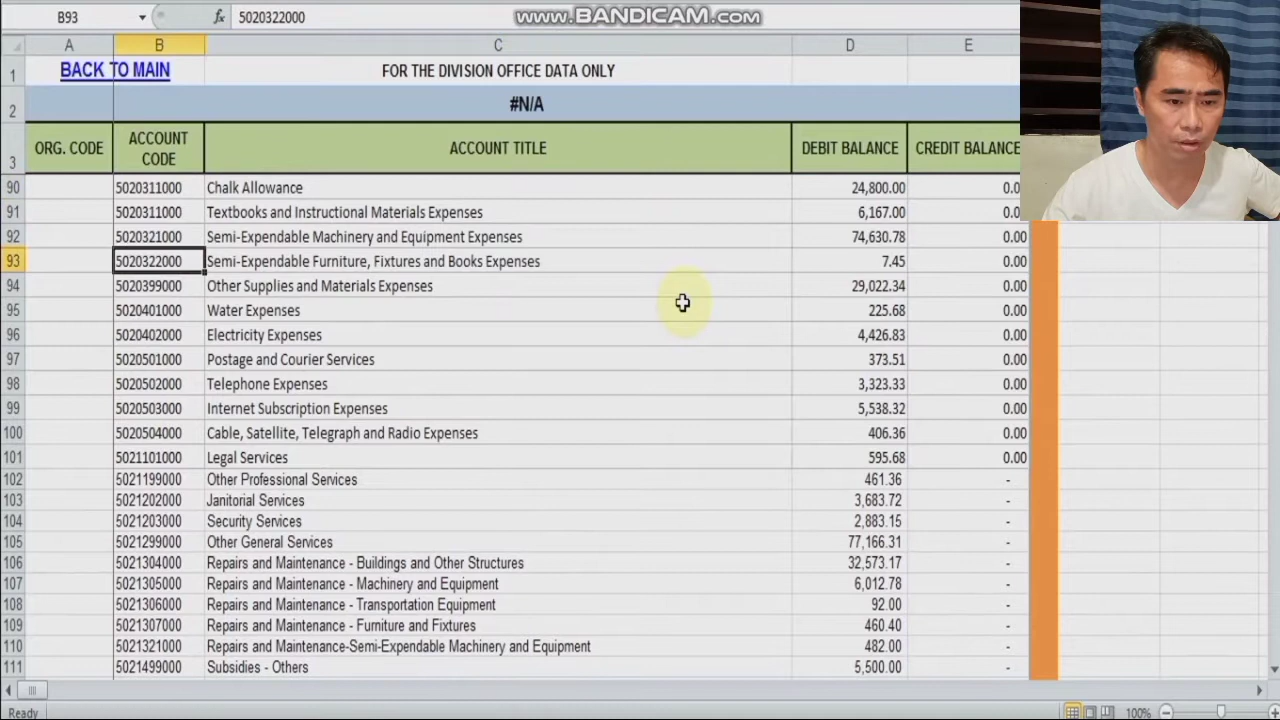 B93 fx 5020322000
www.BANDICAM.com
A B C D E
1 BACK TO MAIN FOR THE DIVISION OFFICE DATA ONLY
2 #N/A
3 ORG. CODE ACCOUNT CODE ACCOUNT TITLE DEBIT BALANCE CREDIT BALANCE
90 5020311000 Chalk Allowance 24,800.00 0.0
91 5020311000 Textbooks and Instructional Materials Expenses 6,167.00 0.0
92 5020321000 Semi-Expendable Machinery and Equipment Expenses 74,630.78 0.00
93 5020322000 Semi-Expendable Furniture, Fixtures and Books Expenses 7.45 0.00
94 5020399000 Other Supplies and Materials Expenses 29,022.34 0.00
95 5020401000 Water Expenses 225.68 0.00
96 5020402000 Electricity Expenses 4,426.83 0.00
97 5020501000 Postage and Courier Services 373.51 0.00
98 5020502000 Telephone Expenses 3,323.33 0.00
99 5020503000 Internet Subscription Expenses 5,538.32 0.00
100 5020504000 Cable, Satellite, Telegraph and Radio Expenses 406.36 0.00
101 5021101000 Legal Services 595.68 0.00
102 5021199000 Other Professional Services 461.36 -
103 5021202000 Janitorial Services 3,683.72 -
104 5021203000 Security Services 2,883.15 -
105 5021299000 Other General Services 77,166.31 -
106 5021304000 Repairs and Maintenance - Buildings and Other Structures 32,573.17 -
107 5021305000 Repairs and Maintenance - Machinery and Equipment 6,012.78 -
108 5021306000 Repairs and Maintenance - Transportation Equipment 92.00 -
109 5021307000 Repairs and Maintenance - Furniture and Fixtures 460.40 -
110 5021321000 Repairs and Maintenance-Semi-Expendable Machinery and Equipment 482.00 -
111 5021499000 Subsidies - Others 5,500.00 -
Ready 100%